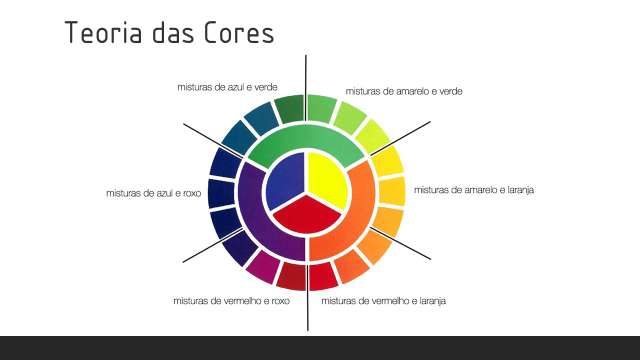 Teoria das Cores
misturas de azul e verde
misturas de amarelo e verde
misturas de azul e roxo
misturas de amarelo e laranja
misturas de vermelho e roxo
misturas de vermelho e laranja